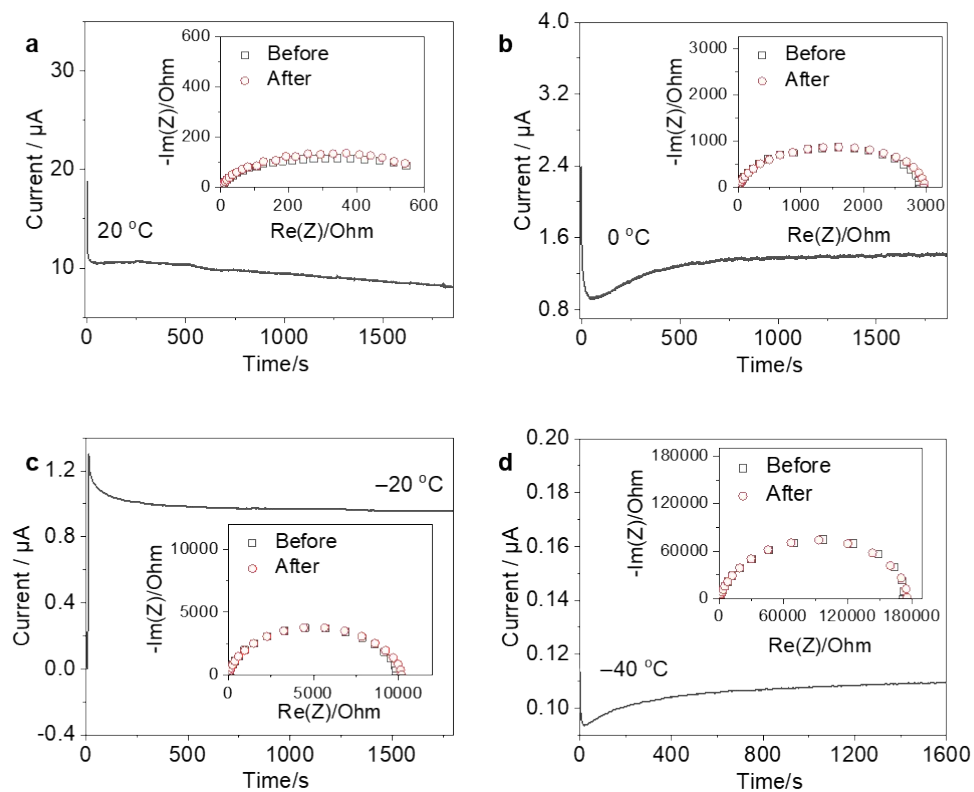 a
Current / µA
30
20
10
0
500
1000
1500
Time/s
20 °C
-Im(Z)/Ohm
600
400
200
0
0
200
400
600
Re(Z)/Ohm
Before
After
b
Current / µA
4.0
3.2
2.4
1.6
0.8
0
500
1000
1500
Time/s
0 °C
-Im(Z)/Ohm
3000
2000
1000
0
0
1000
2000
3000
Re(Z)/Ohm
Before
After
c
Current / µA
1.2
0.8
0.4
0.0
-0.4
0
500
1000
1500
Time/s
–20 °C
-Im(Z)/Ohm
10000
5000
0
0
5000
10000
Re(Z)/Ohm
Before
After
d
Current / µA
0.20
0.18
0.16
0.14
0.12
0.10
0
400
800
1200
1600
Time/s
–40 °C
-Im(Z)/Ohm
180000
120000
60000
0
0
60000
120000
180000
Re(Z)/Ohm
Before
After